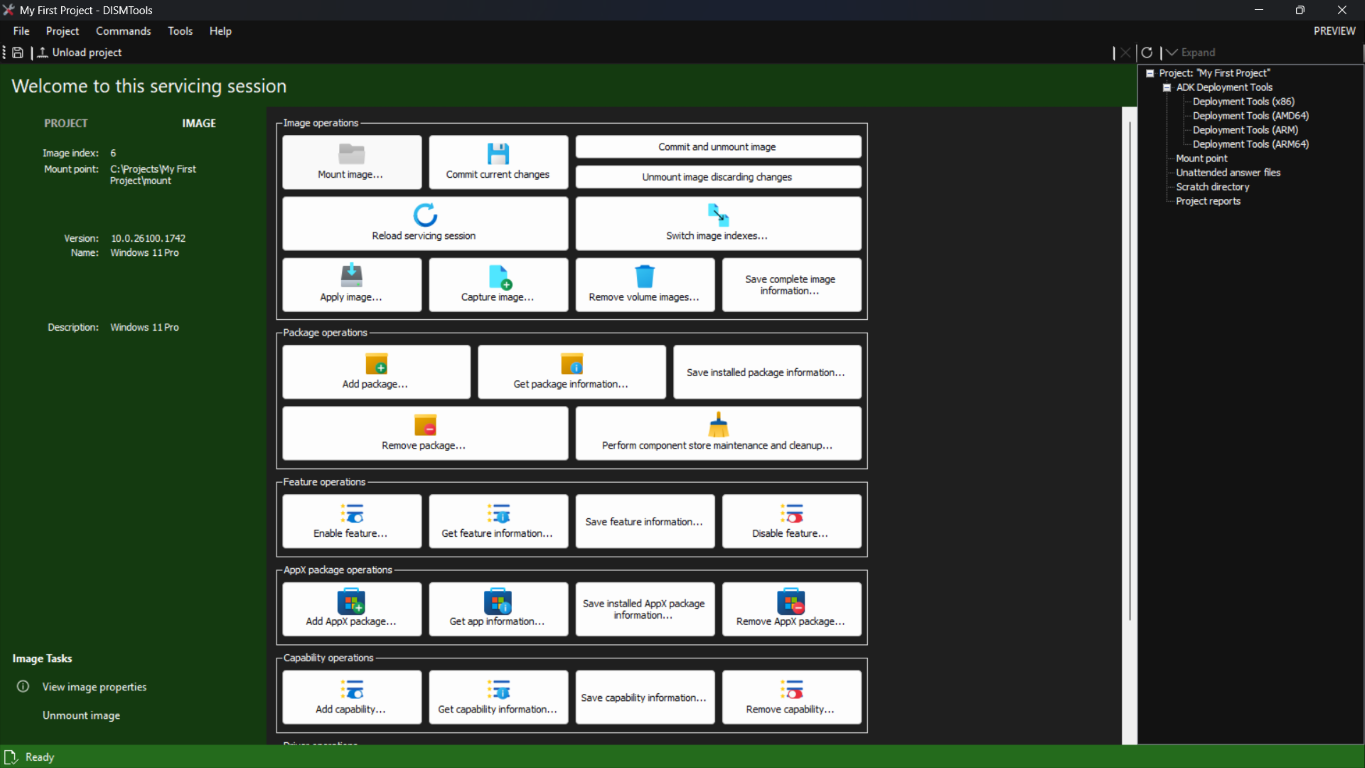 My First Project - DISMTools
File Project Commands Tools Help
PREVIEW
Unload project
Expand
Welcome to this servicing session
PROJECT
IMAGE
Image index: 6
Mount point: C:\Projects\My First
Project\mount
Version: 10.0.26100.1742
Name: Windows 11 Pro
Description: Windows 11 Pro
Image Tasks
View image properties
Unmount image
Image operations
Mount image...
Commit current changes
Commit and unmount image
Unmount image discarding changes
Reload servicing session
Switch image indexes...
Apply image...
Capture image...
Remove volume images...
Save complete image
information...
Package operations
Add package...
Get package information...
Save installed package information...
Remove package...
Perform component store maintenance and cleanup...
Feature operations
Enable feature...
Get feature information...
Save feature information...
Disable feature...
AppX package operations
Add AppX package...
Get app information...
Save installed AppX package
information...
Remove AppX package...
Capability operations
Add capability...
Get capability information...
Save capability information...
Remove capability...
Driver operations
Project: "My First Project"
ADK Deployment Tools
Deployment Tools (x86)
Deployment Tools (AMD64)
Deployment Tools (ARM)
Deployment Tools (ARM64)
Mount point
Unattended answer files
Scratch directory
Project reports
Ready